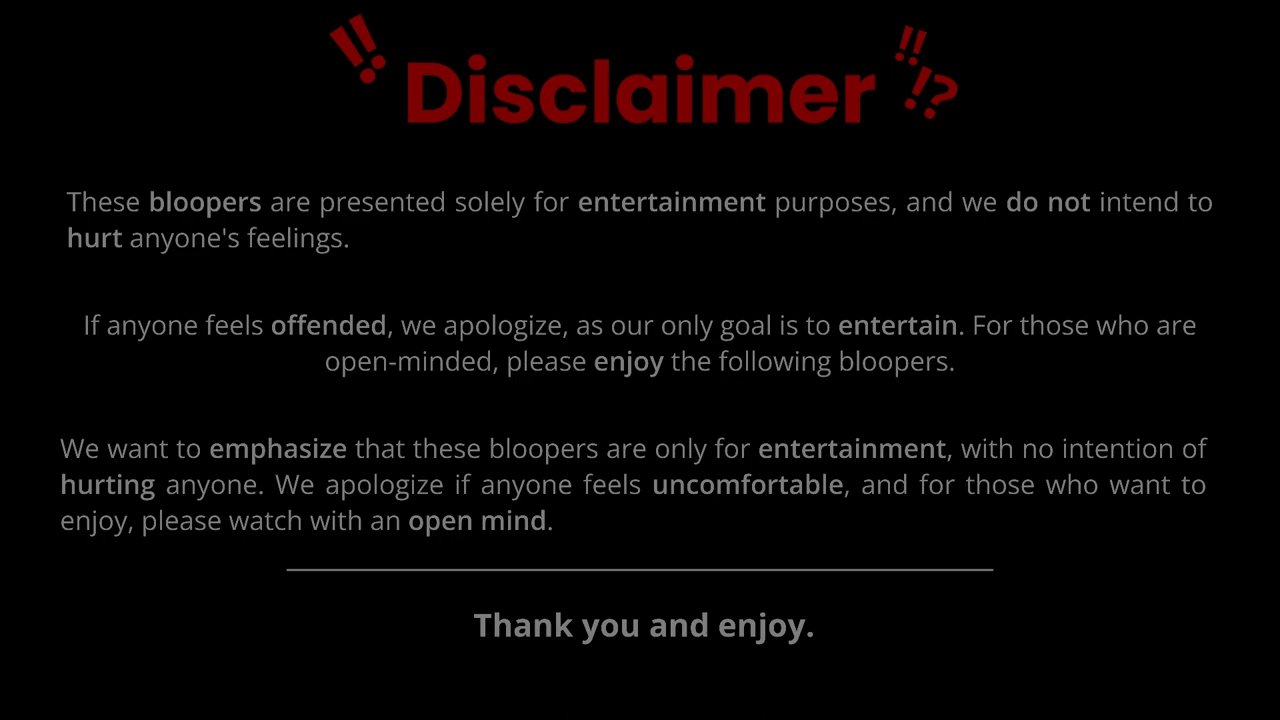 ‼ Disclaimer ‼⁉
These bloopers are presented solely for entertainment purposes, and we do not intend to
hurt anyone's feelings.
If anyone feels offended, we apologize, as our only goal is to entertain. For those who are
open-minded, please enjoy the following bloopers.
We want to emphasize that these bloopers are only for entertainment, with no intention of
hurting anyone. We apologize if anyone feels uncomfortable, and for those who want to
enjoy, please watch with an open mind.
Thank you and enjoy.